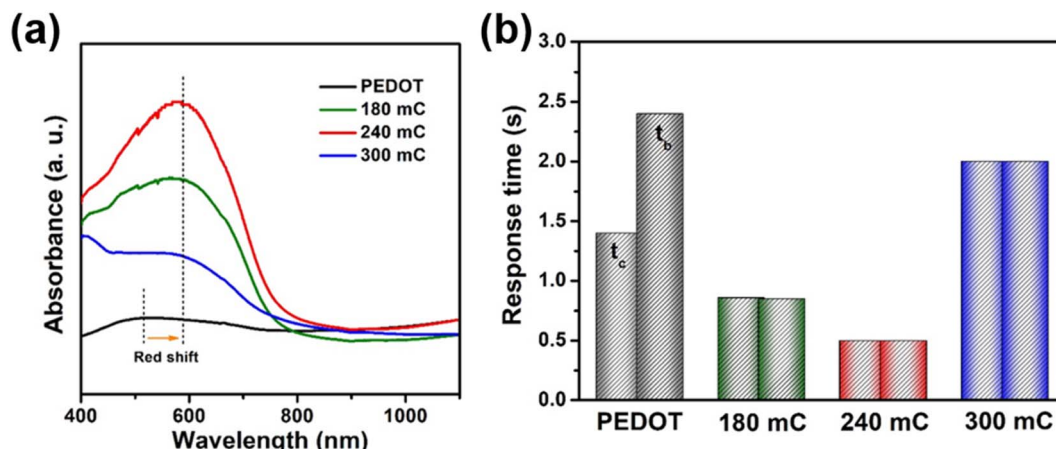 (a)
Absorbance (a. u.)
PEDOT
180 mC
240 mC
300 mC
Red shift
400 600 800 1000
Wavelength (nm)
(b)
Response time (s)
3.0
2.5
2.0
1.5
1.0
0.5
0.0
tc
tb
PEDOT 180 mC 240 mC 300 mC